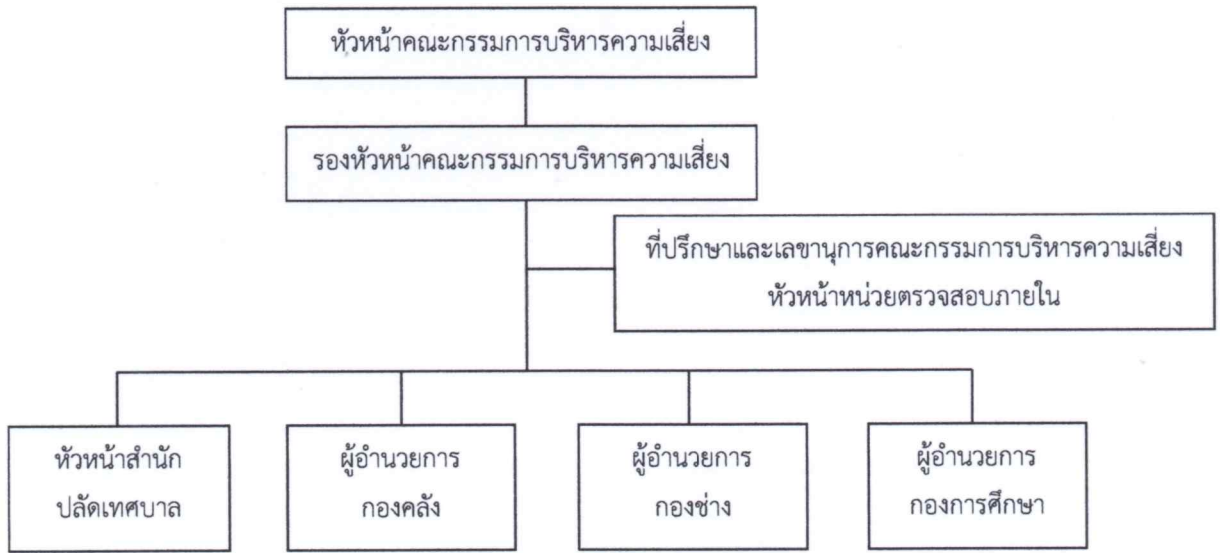 หัวหน้าคณะกรรมการบริหารความเสี่ยง
รองหัวหน้าคณะกรรมการบริหารความเสี่ยง
ที่ปรึกษาและเลขานุการคณะกรรมการบริหารความเสี่ยง
หัวหน้าหน่วยตรวจสอบภายใน
หัวหน้าสำนัก
ปลัดเทศบาล
ผู้อำนวยการ
กองคลัง
ผู้อำนวยการ
กองช่าง
ผู้อำนวยการ
กองการศึกษา